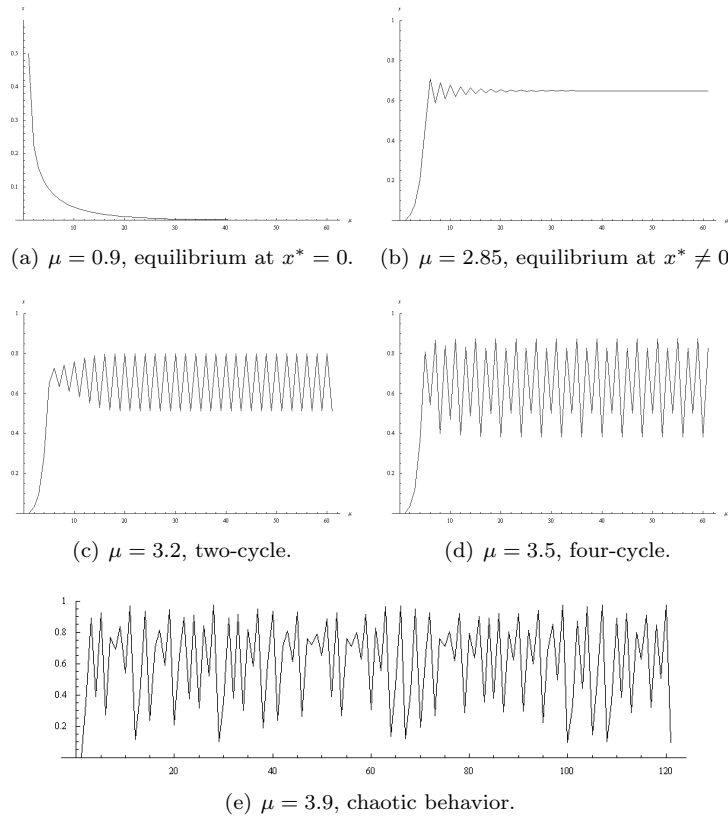 x
0.5
0.4
0.3
0.2
0.1
10 20 30 40 50 60 μ
(a) μ = 0.9, equilibrium at x* = 0.
x
1
0.8
0.6
0.4
0.2
10 20 30 40 50 60 μ
(b) μ = 2.85, equilibrium at x* ≠ 0
x
1
0.8
0.6
0.4
0.2
10 20 30 40 50 60 μ
(c) μ = 3.2, two-cycle.
x
1
0.8
0.6
0.4
0.2
10 20 30 40 50 60 μ
(d) μ = 3.5, four-cycle.
1
0.8
0.6
0.4
0.2
20 40 60 80 100 120
(e) μ = 3.9, chaotic behavior.